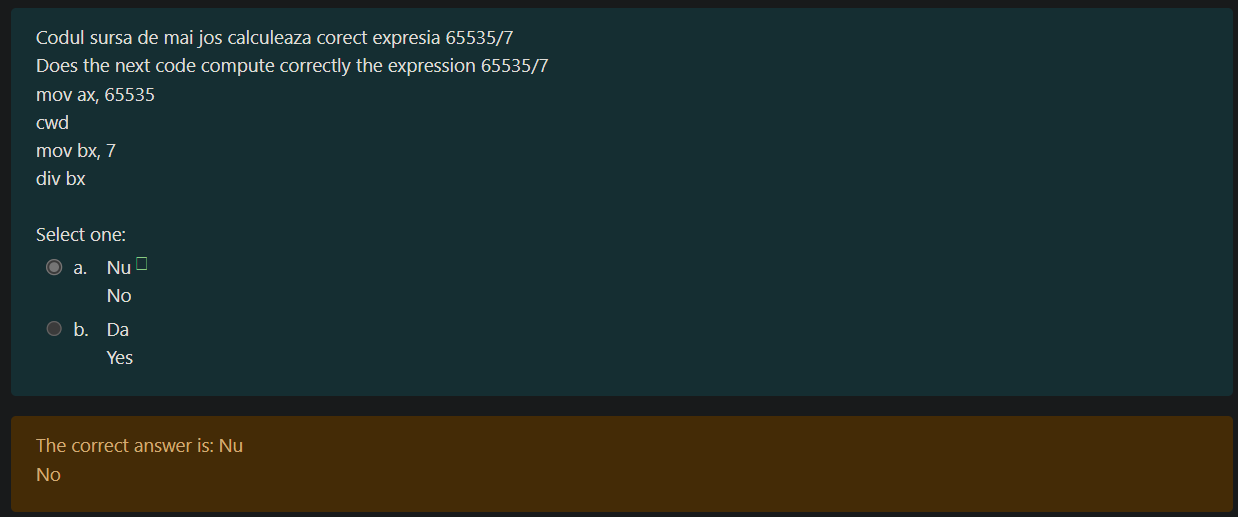 Codul sursa de mai jos calculeaza corect expresia 65535/7
Does the next code compute correctly the expression 65535/7
mov ax, 65535
cwd
mov bx, 7
div bx
Select one:
a. Nu
No
b. Da
Yes
The correct answer is: Nu
No